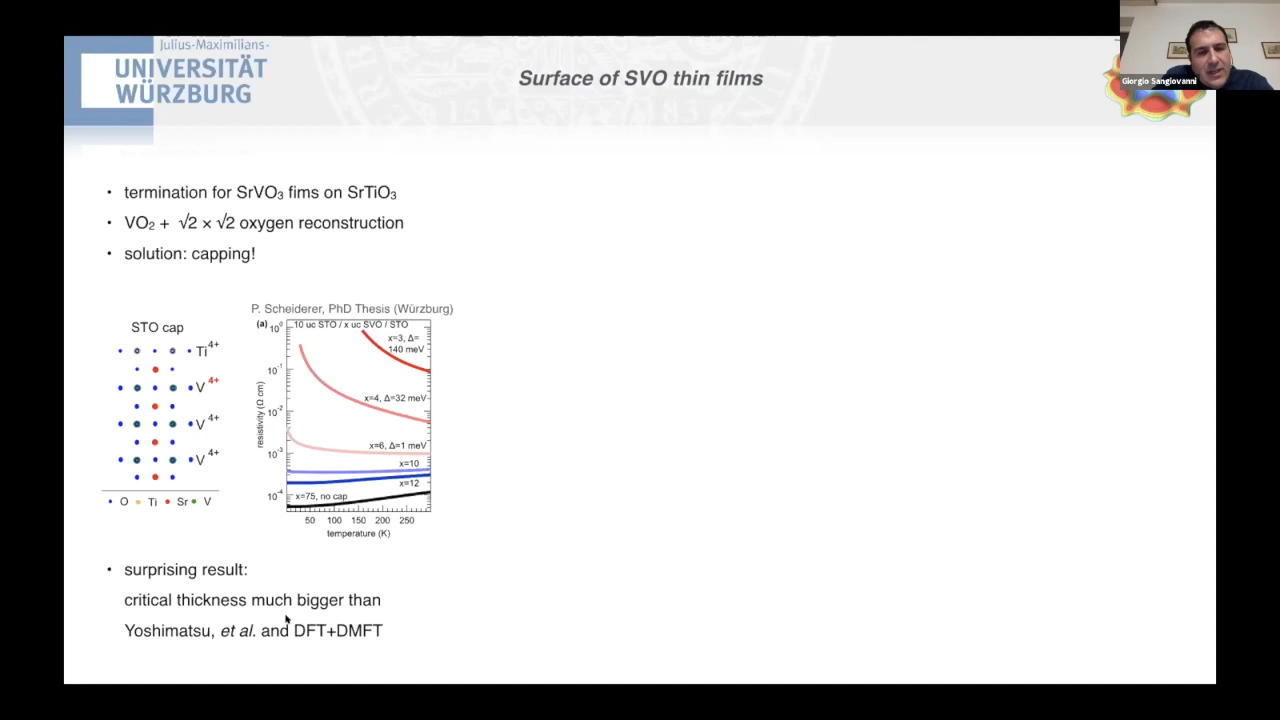 Julius-Maximilians-
UNIVERSITÄT
WÜRZBURG
Surface of SVO thin films
Giorgio Sangiovanni
• termination for SrVO₃ fims on SrTiO₃
• VO₂ + √2 × √2 oxygen reconstruction
• solution: capping!
P. Scheiderer, PhD Thesis (Würzburg)
STO cap
Ti⁴⁺
V⁴⁺
V⁴⁺
V⁴⁺
O Ti Sr V
(a)
10 uc STO / x uc SVO / STO
x=3, Δ=
140 meV
x=4, Δ=32 meV
x=6, Δ=1 meV
x=10
x=12
x=75, no cap
10⁰
10⁻¹
10⁻²
10⁻³
10⁻⁴
resistivity (Ω cm)
50 100 150 200 250
temperature (K)
• surprising result:
critical thickness much bigger than
Yoshimatsu, et al. and DFT+DMFT